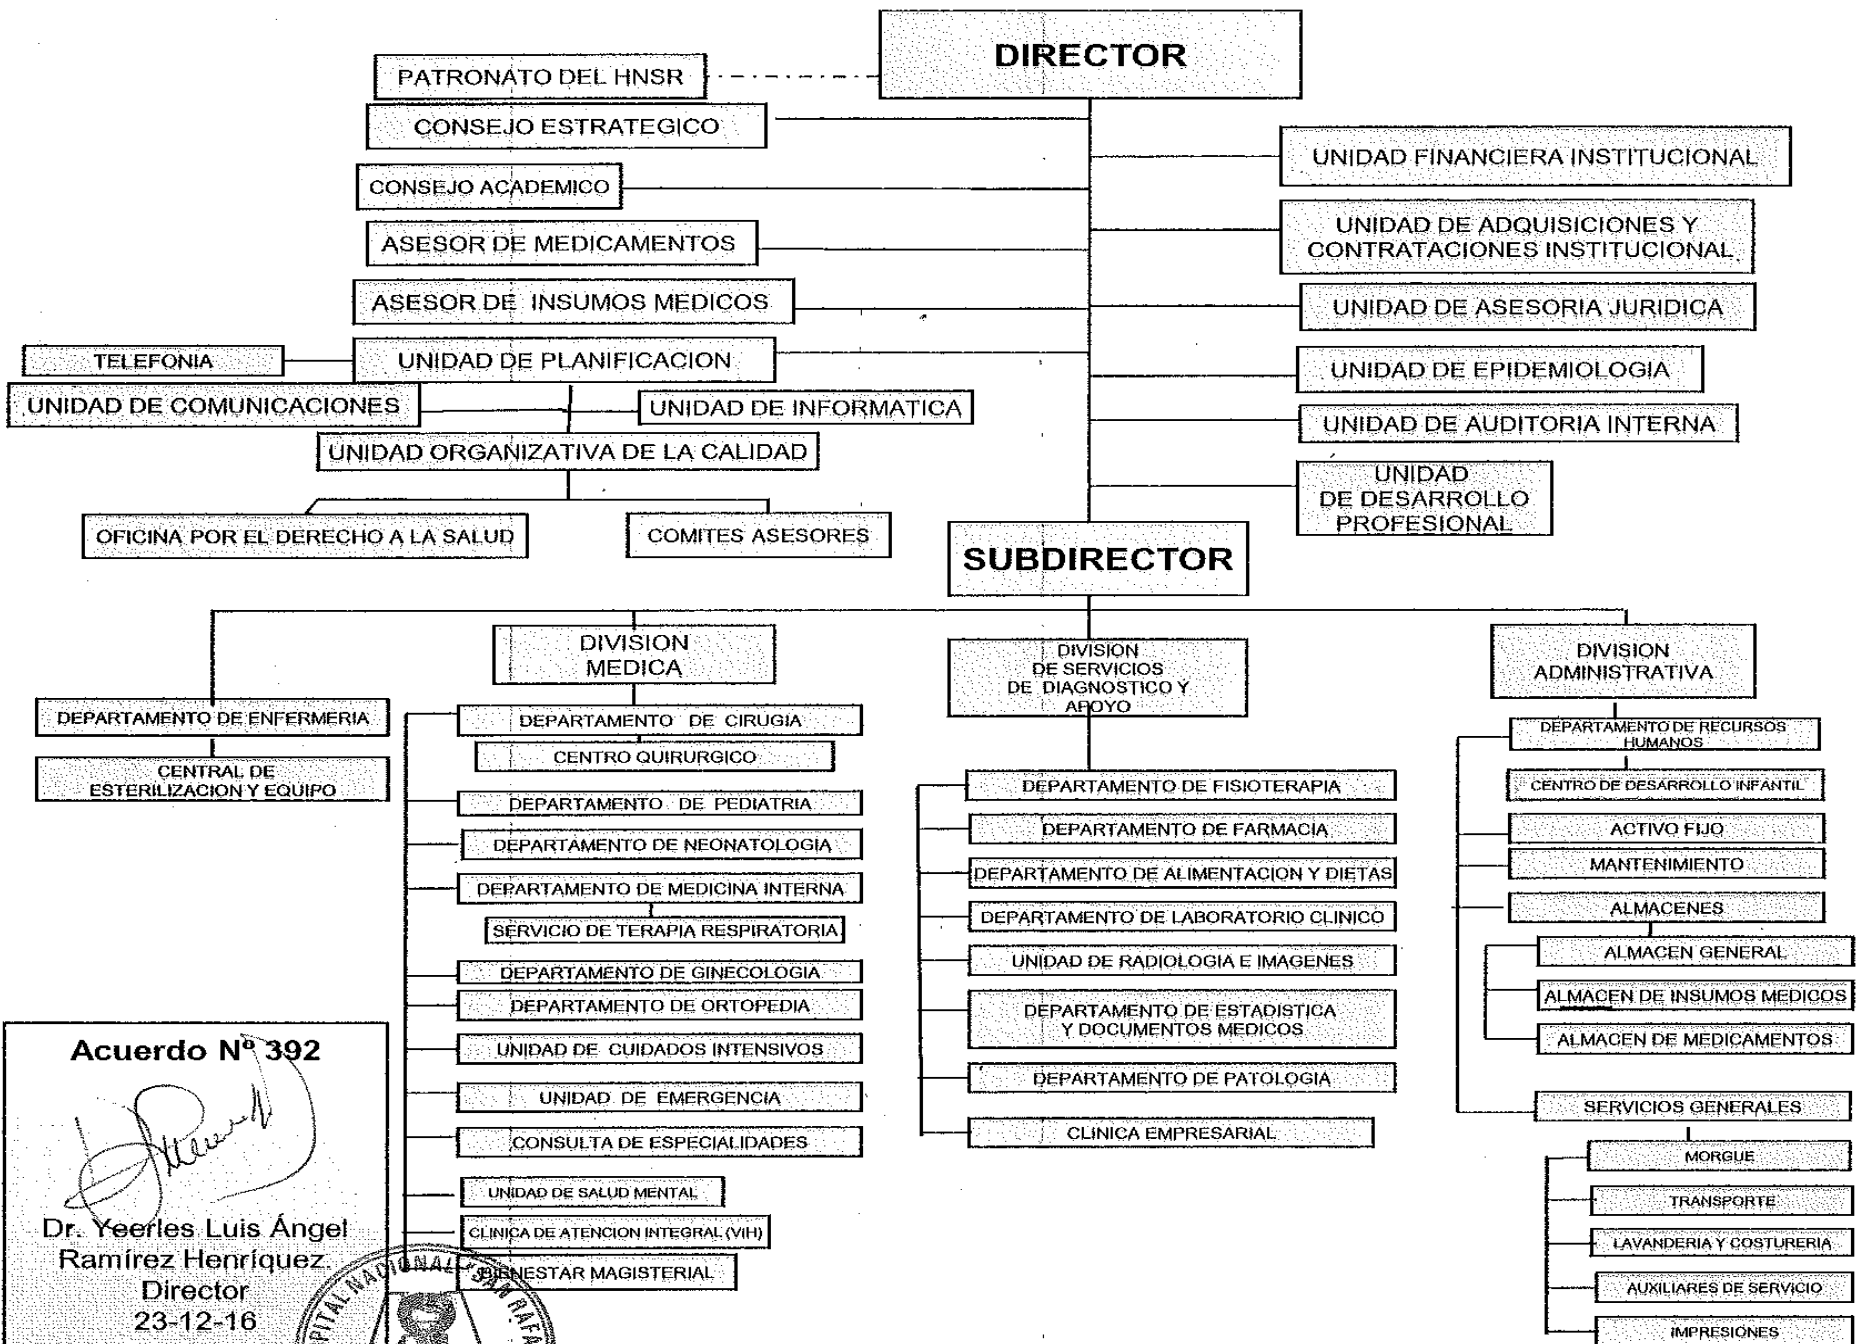 DIRECTOR
PATRONATO DEL HNSR
CONSEJO ESTRATEGICO
UNIDAD FINANCIERA INSTITUCIONAL
CONSEJO ACADEMICO
UNIDAD DE ADQUISICIONES Y
CONTRATACIONES INSTITUCIONAL
ASESOR DE MEDICAMENTOS
ASESOR DE INSUMOS MEDICOS
UNIDAD DE ASESORIA JURIDICA
TELEFONIA
UNIDAD DE PLANIFICACION
UNIDAD DE EPIDEMIOLOGIA
UNIDAD DE COMUNICACIONES
UNIDAD DE INFORMATICA
UNIDAD DE AUDITORIA INTERNA
UNIDAD ORGANIZATIVA DE LA CALIDAD
UNIDAD
DE DESARROLLO
PROFESIONAL
OFICINA POR EL DERECHO A LA SALUD
COMITES ASESORES
SUBDIRECTOR
DEPARTAMENTO DE ENFERMERIA
CENTRAL DE
ESTERILIZACION Y EQUIPO
DIVISION
MEDICA
DEPARTAMENTO DE CIRUGIA
CENTRO QUIRURGICO
DEPARTAMENTO DE PEDIATRIA
DEPARTAMENTO DE NEONATOLOGIA
DEPARTAMENTO DE MEDICINA INTERNA
SERVICIO DE TERAPIA RESPIRATORIA
DEPARTAMENTO DE GINECOLOGIA
DEPARTAMENTO DE ORTOPEDIA
UNIDAD DE CUIDADOS INTENSIVOS
UNIDAD DE EMERGENCIA
CONSULTA DE ESPECIALIDADES
UNIDAD DE SALUD MENTAL
CLINICA DE ATENCION INTEGRAL (VIH)
BIENESTAR MAGISTERIAL
DIVISION
DE SERVICIOS
DE DIAGNOSTICO Y
APOYO
DEPARTAMENTO DE FISIOTERAPIA
DEPARTAMENTO DE FARMACIA
DEPARTAMENTO DE ALIMENTACION Y DIETAS
DEPARTAMENTO DE LABORATORIO CLINICO
UNIDAD DE RADIOLOGIA E IMAGENES
DEPARTAMENTO DE ESTADISTICA
Y DOCUMENTOS MEDICOS
DEPARTAMENTO DE PATOLOGIA
CLINICA EMPRESARIAL
DIVISION
ADMINISTRATIVA
DEPARTAMENTO DE RECURSOS
HUMANOS
CENTRO DE DESARROLLO INFANTIL
ACTIVO FIJO
MANTENIMIENTO
ALMACENES
ALMACEN GENERAL
ALMACEN DE INSUMOS MEDICOS
ALMACEN DE MEDICAMENTOS
SERVICIOS GENERALES
MORGUE
TRANSPORTE
LAVANDERIA Y COSTURERIA
AUXILIARES DE SERVICIO
IMPRESIONES
Acuerdo Nº 392
Dr. Yeerles Luis Ángel
Ramírez Henríquez.
Director
23-12-16
NACIONAL